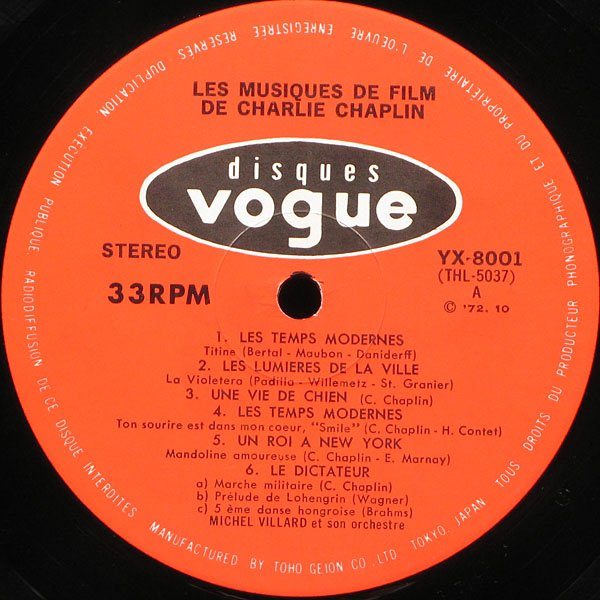 LES MUSIQUES DE FILM
DE CHARLIE CHAPLIN
disques
vogue
STEREO
33RPM
YX-8001
(THL-5037)
A
© '72. 10
1. LES TEMPS MODERNES
Titine (Bertal - Maubon - Daniderff)
2. LES LUMIERES DE LA VILLE
La Violetera (Padilla - Willemetz - St. Granier)
3. UNE VIE DE CHIEN (C. Chaplin)
4. LES TEMPS MODERNES
Ton sourire est dans mon coeur, "Smile" (C. Chaplin - H. Contet)
5. UN ROI A NEW YORK
Mandoline amoureuse (C. Chaplin - E. Marnay)
6. LE DICTATEUR
a) Marche militaire (C. Chaplin)
b) Prélude de Lohengrin (Wagner)
c) 5 ème danse hongroise (Brahms)
MICHEL VILLARD et son orchestre
MANUFACTURED BY TOHO GEION CO., LTD. TOKYO, JAPAN TOUS DROITS DU PRODUCTEUR PHONOGRAPHIQUE ET DU PROPRIÉTAIRE DE L'OEUVRE ENREGISTRÉE RÉSERVÉS DUPLICATION, EXÉCUTION PUBLIQUE, RADIODIFFUSION DE CE DISQUE INTERDITES